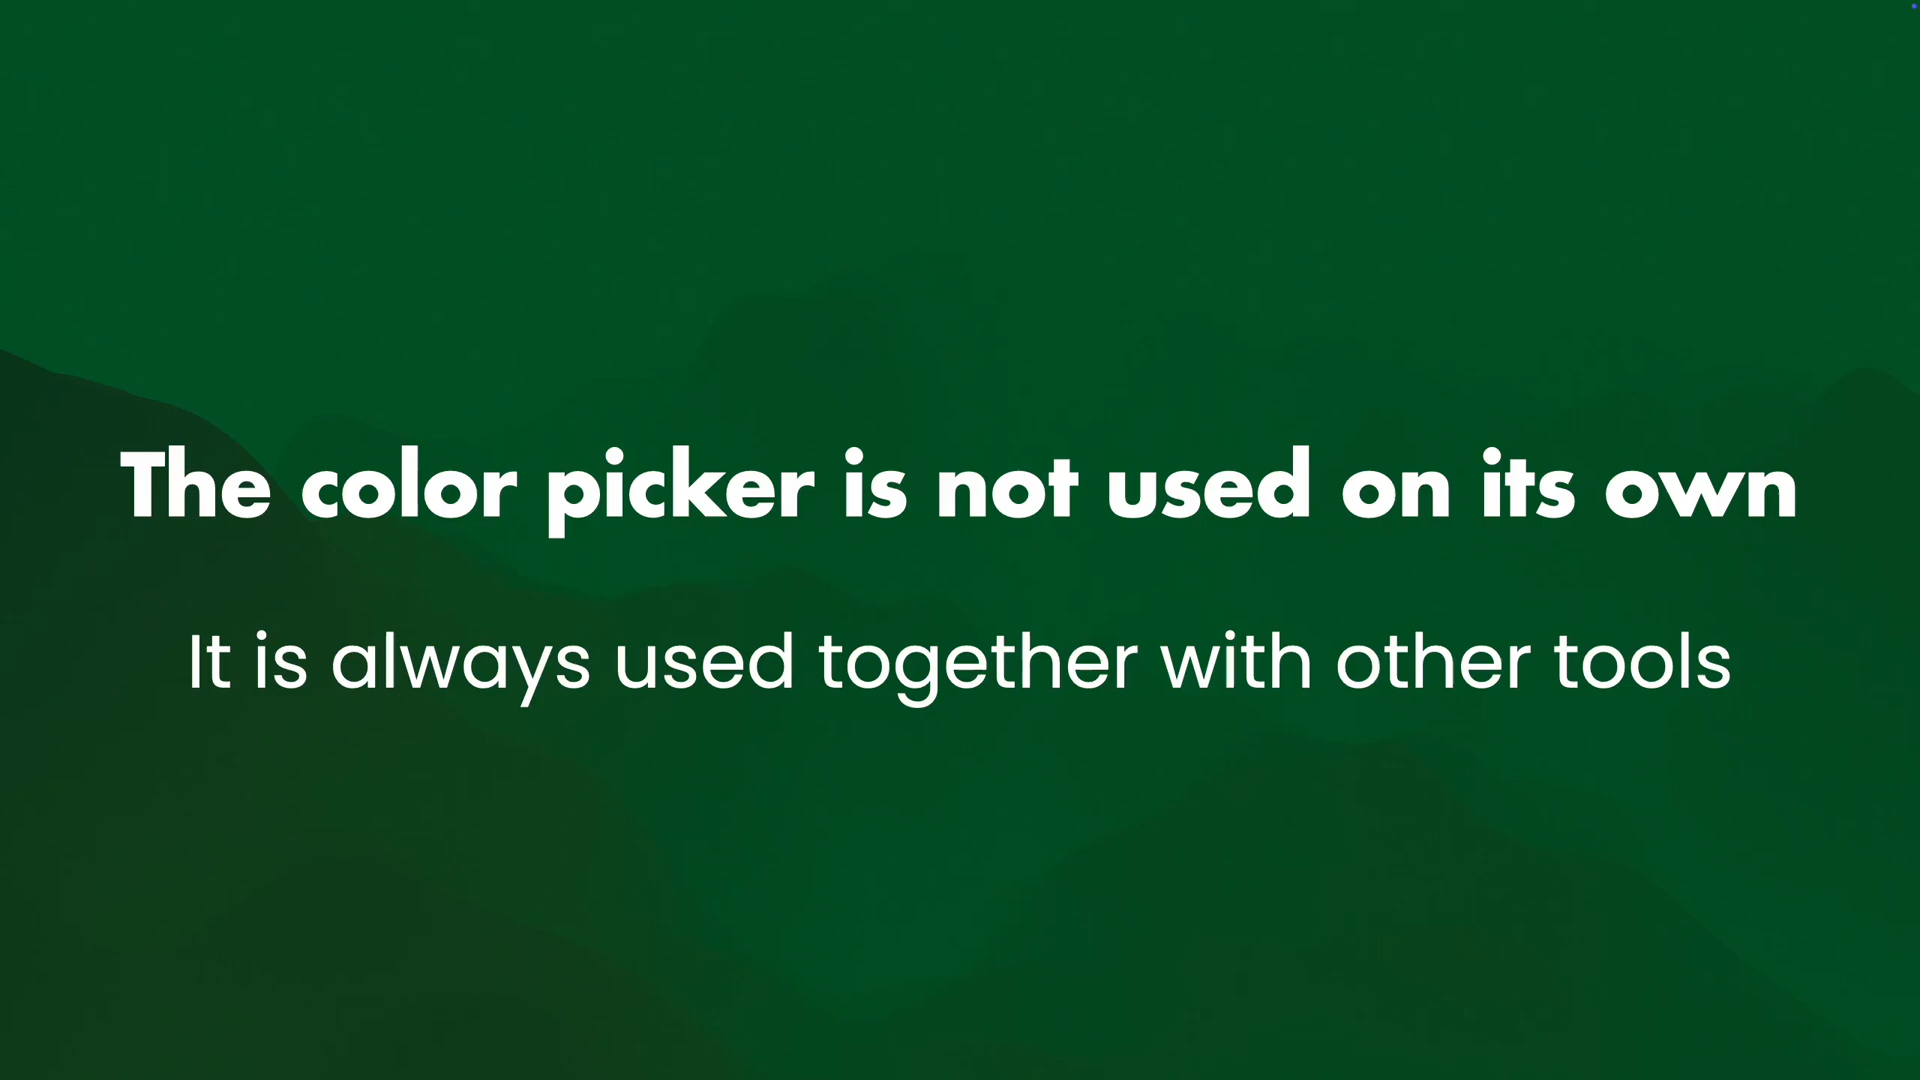 The color picker is not used on its own
It is always used together with other tools